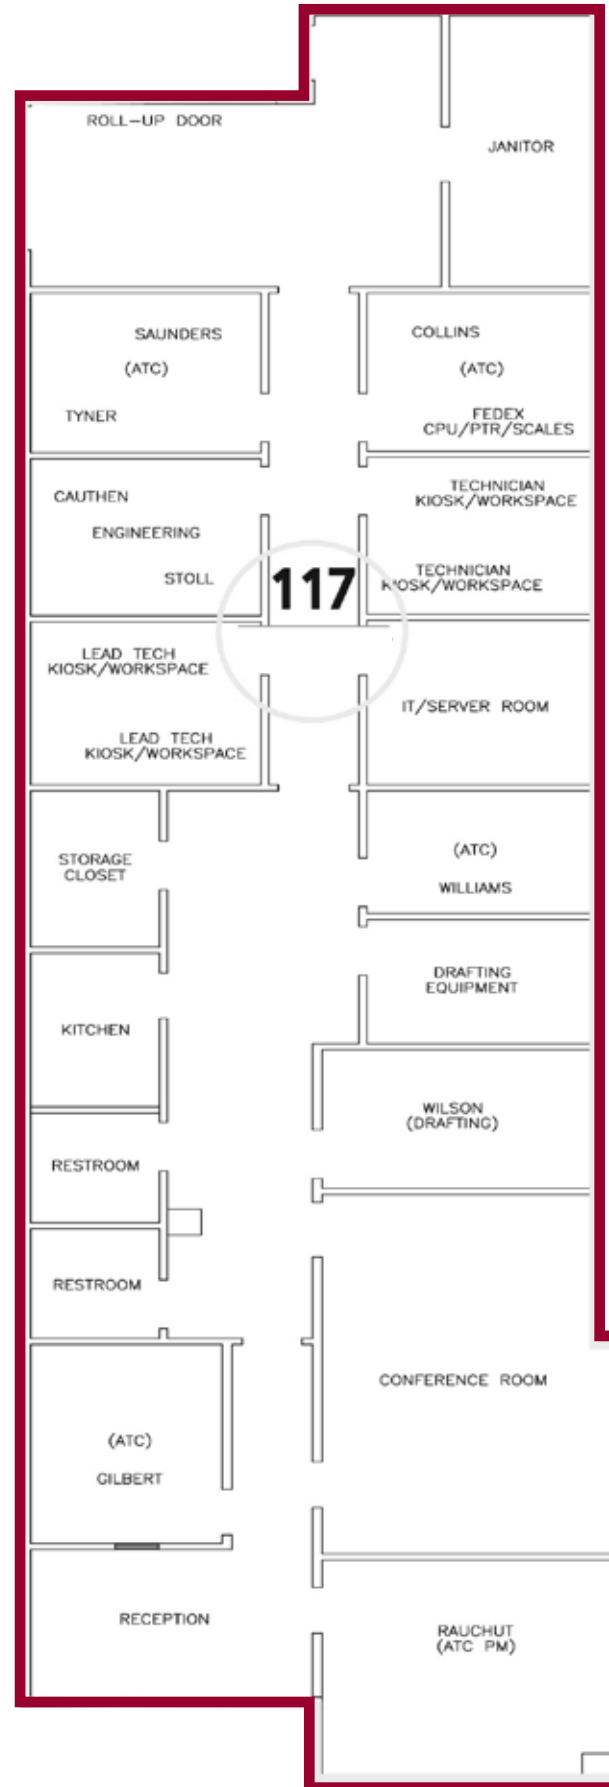 ROLL-UP DOOR
JANITOR
SAUNDERS
(ATC)
TYNER
COLLINS
(ATC)
FEDEX
CPU/PTR/SCALES
CAUTHEN
ENGINEERING
STOLL
TECHNICIAN
KIOSK/WORKSPACE
TECHNICIAN
KIOSK/WORKSPACE
117
LEAD TECH
KIOSK/WORKSPACE
LEAD TECH
KIOSK/WORKSPACE
IT/SERVER ROOM
STORAGE
CLOSET
(ATC)
WILLIAMS
DRAFTING
EQUIPMENT
KITCHEN
WILSON
(DRAFTING)
RESTROOM
RESTROOM
CONFERENCE ROOM
(ATC)
GILBERT
RECEPTION
RAUCHUT
(ATC PM)